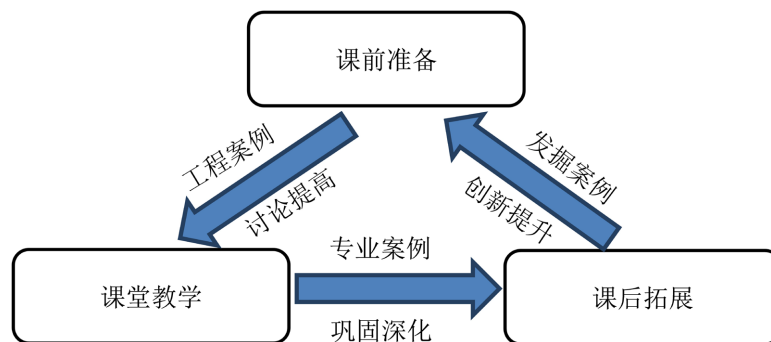 课前准备
工程案例
讨论提高
发掘案例
创新提升
课堂教学
专业案例
巩固深化
课后拓展